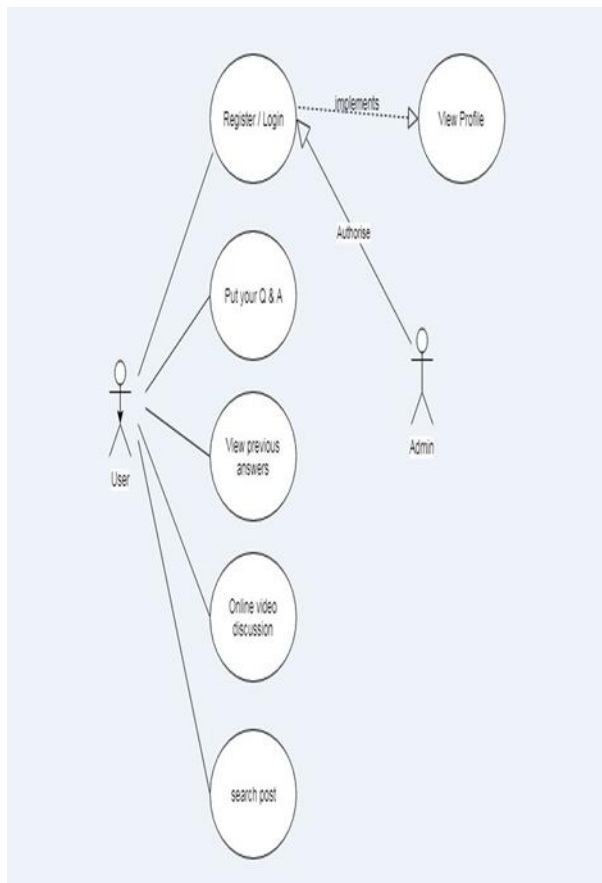 Register / Login
implements
View Profile
Authorise
Put your Q & A
Admin
View previous
answers
User
Online video
discussion
search post